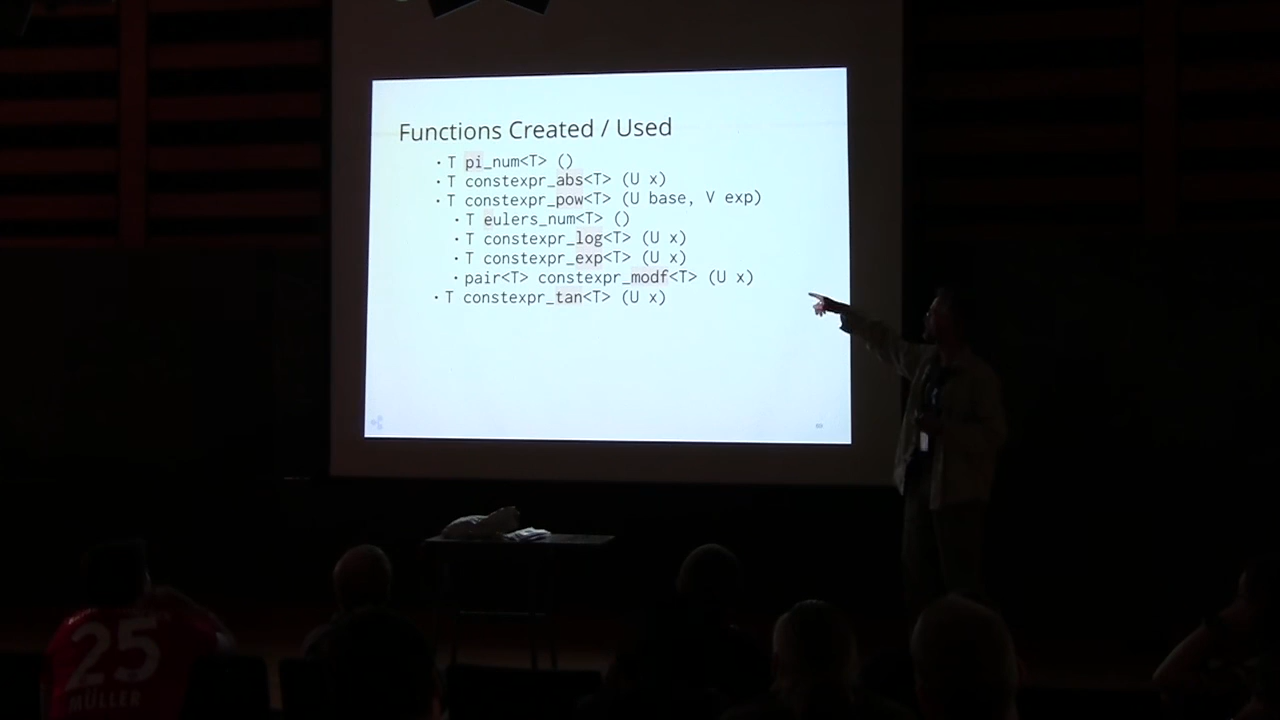 Functions Created / Used
· T pi_num<T> ()
· T constexpr_abs<T> (U x)
· T constexpr_pow<T> (U base, V exp)
· T eulers_num<T> ()
· T constexpr_log<T> (U x)
· T constexpr_exp<T> (U x)
· pair<T> constexpr_modf<T> (U x)
· T constexpr_tan<T> (U x)
25
MÜLLER